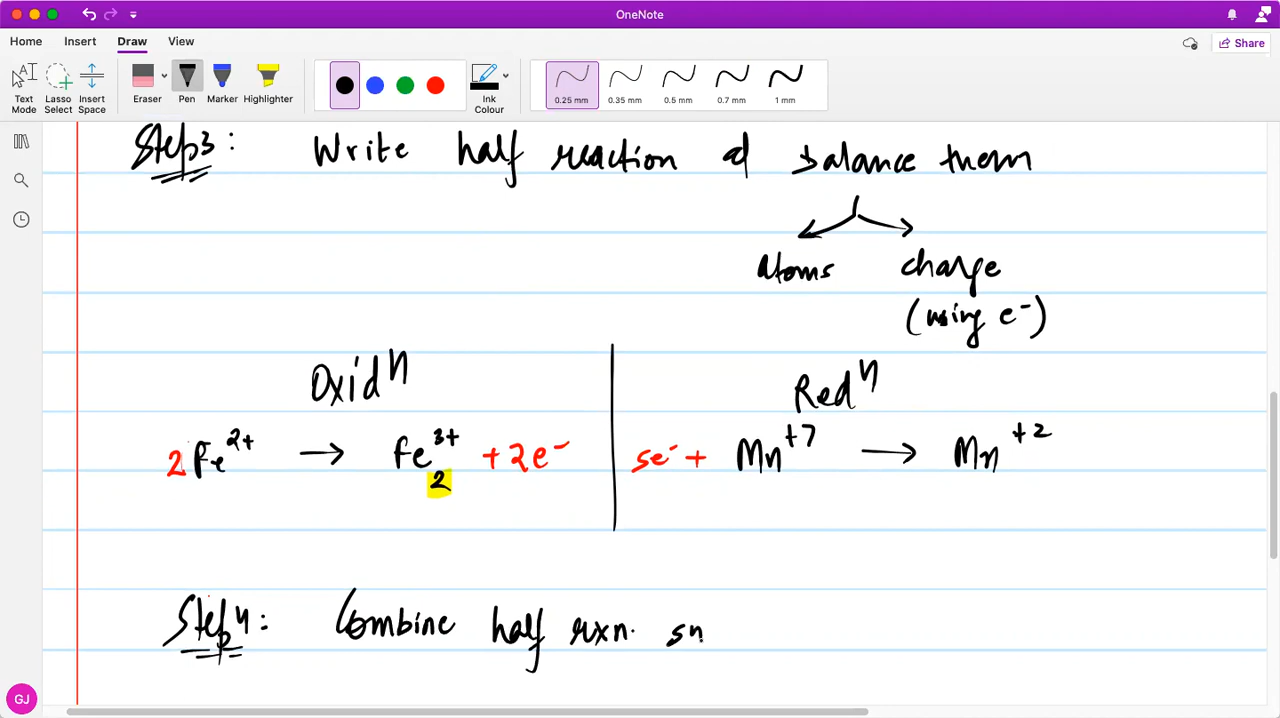 OneNote
Home Insert Draw View
Share
Text Mode
Lasso Select
Insert Space
Eraser
Pen
Marker
Highlighter
Ink Colour
0.25 mm 0.35 mm 0.5 mm 0.7 mm 1 mm
Step3: Write half reaction & balance them
atoms charge
(using e⁻)
Oxidⁿ Redⁿ
2Fe²⁺ → Fe₂³⁺ + 2e⁻ 5e⁻ + Mn⁺⁷ → Mn⁺²
Step4: Combine half rxn.
GJ